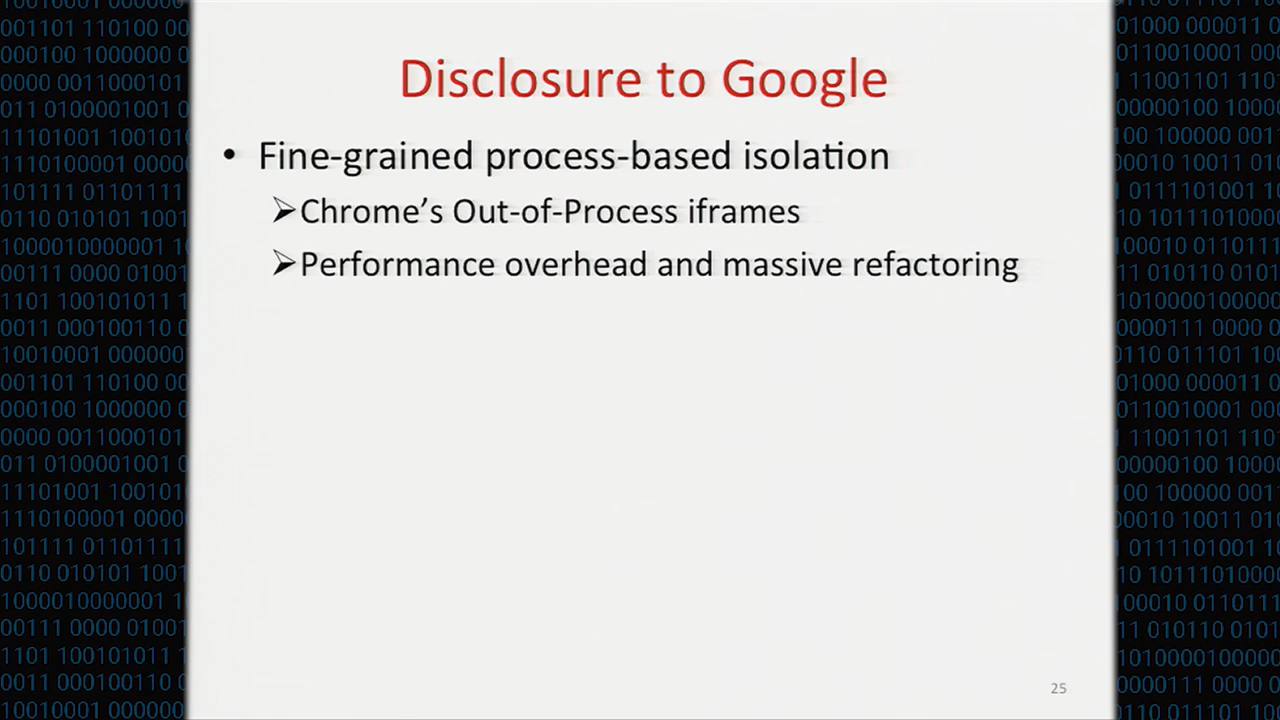 Disclosure to Google
• Fine-grained process-based isolation
➢Chrome's Out-of-Process iframes
➢Performance overhead and massive refactoring
25